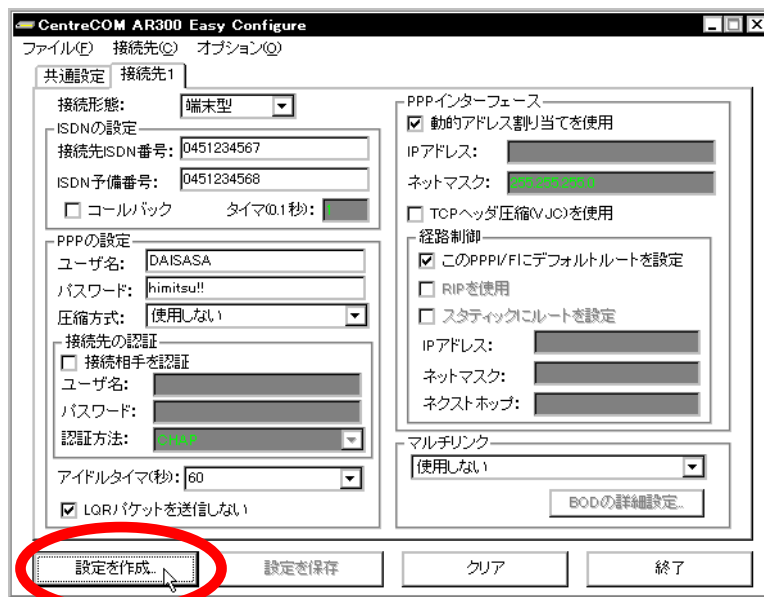 CentreCOM AR300 Easy Configure
ファイル(F) 接続先(C) オプション(O)
共通設定 接続先1
接続形態: 端末型
ISDNの設定
接続先ISDN番号: 0451234567
ISDN予備番号: 0451234568
コールバック タイマ(0.1秒): 1
PPPの設定
ユーザ名: DAISASA
パスワード: himitsu!!
圧縮方式: 使用しない
接続先の認証
接続相手を認証
ユーザ名:
パスワード:
認証方法: CHAP
アイドルタイマ(秒): 60
LQRパケットを送信しない
PPPインターフェース
動的アドレス割り当てを使用
IPアドレス:
ネットマスク: 255.255.255.0
TCPヘッダ圧縮(VJC)を使用
経路制御
このPPPI/Fにデフォルトルートを設定
RIPを使用
スタティックにルートを設定
IPアドレス:
ネットマスク:
ネクストホップ:
マルチリンク
使用しない
BODの詳細設定...
設定を作成... 設定を保存 クリア 終了